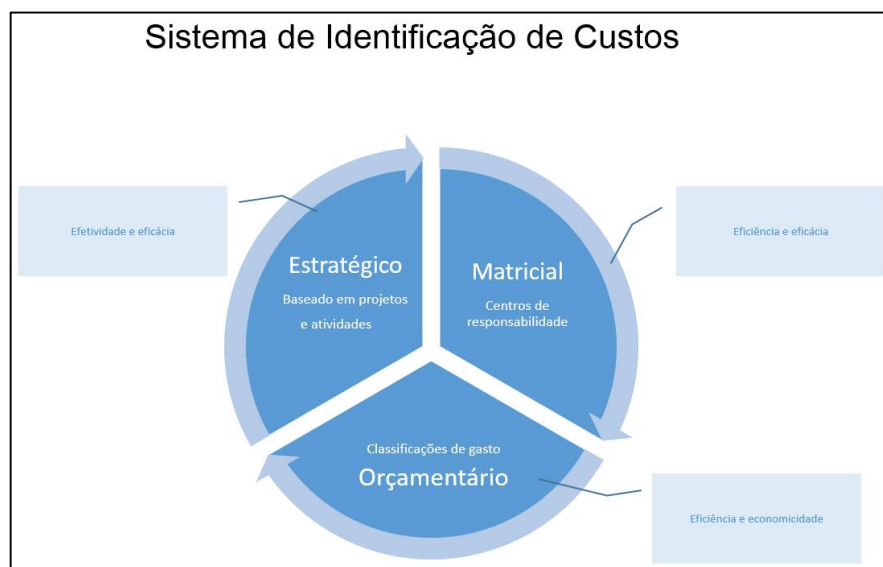 Sistema de Identificação de Custos
Efetividade e eficácia
Estratégico
Baseado em projetos
e atividades
Matricial
Centros de
responsabilidade
Eficiência e eficácia
Classificações de gasto
Orçamentário
Eficiência e economicidade